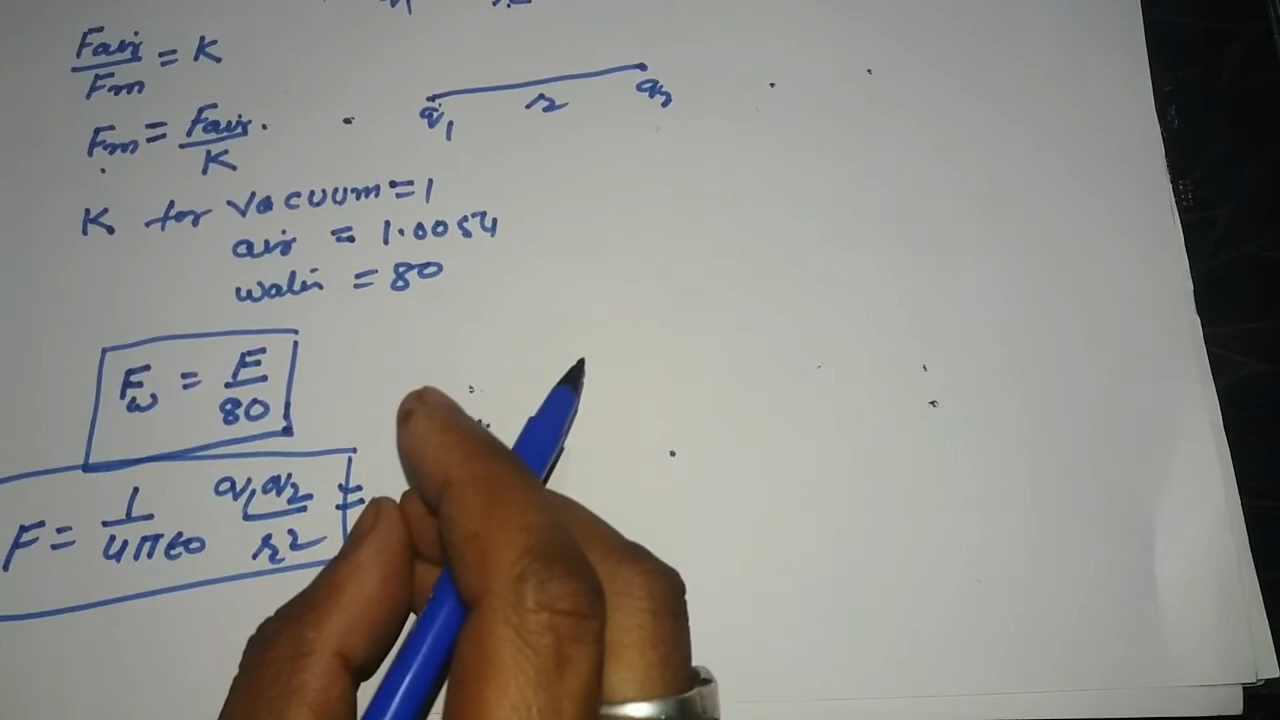 Fair/Fm = K
q1 r q2
Fm = Fair/K
K for vacuum = 1
air = 1.0054
water = 80
Fw = F/80
F = 1/4πε0 q1q2/r2 =